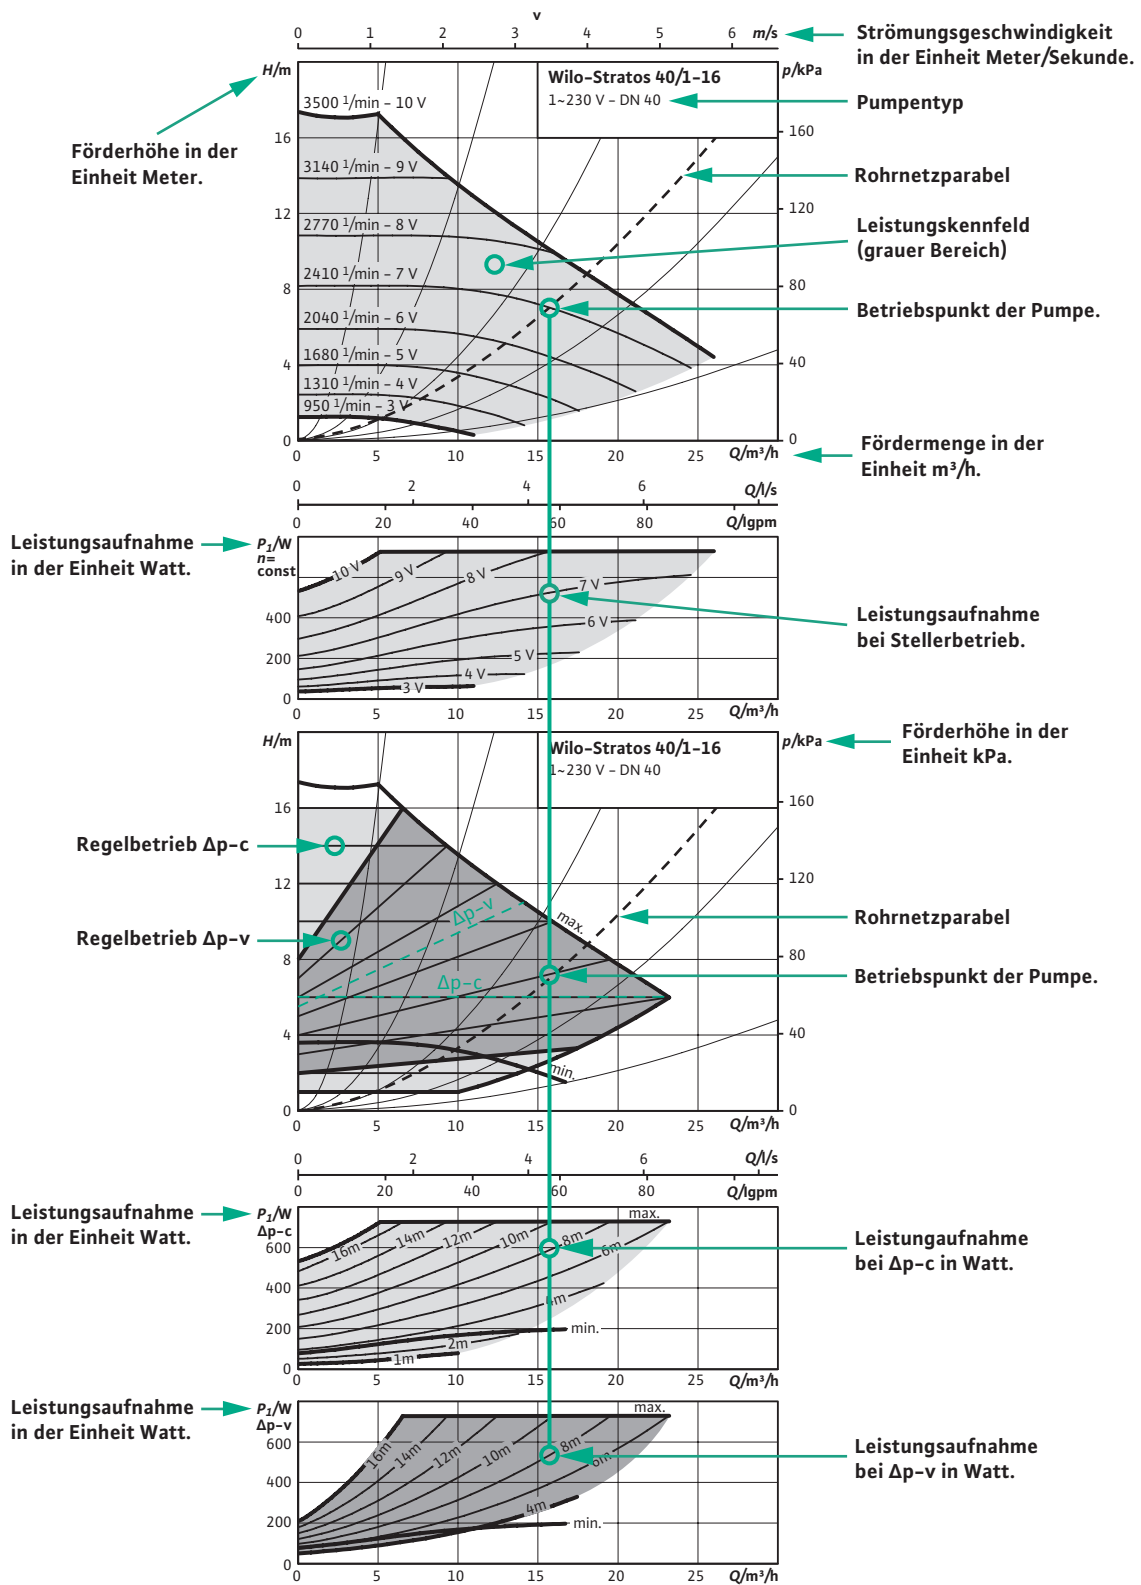 v
0 1 2 3 4 5 6 m/s
Strömungsgeschwindigkeit
in der Einheit Meter/Sekunde.
H/m
Wilo-Stratos 40/1-16
p/kPa
1~230 V - DN 40
Pumpentyp
3500 1/min - 10 V
16
160
Förderhöhe in der
Einheit Meter.
3140 1/min - 9 V
Rohrnetzparabel
12
120
2770 1/min - 8 V
Leistungskennfeld
(grauer Bereich)
2410 1/min - 7 V
8
80
2040 1/min - 6 V
Betriebspunkt der Pumpe.
1680 1/min - 5 V
4
40
1310 1/min - 4 V
950 1/min - 3 V
0
0
0 5 10 15 20 25 Q/m³/h
Fördermenge in der
Einheit m³/h.
0 2 4 6 Q/l/s
0 20 40 60 80 Q/lgpm
Leistungsaufnahme
in der Einheit Watt.
P1/W
n=
const
10 V
9 V
8 V
7 V
6 V
5 V
4 V
3 V
400
200
0
Leistungsaufnahme
bei Stellerbetrieb.
0 5 10 15 20 25 Q/m³/h
H/m
Wilo-Stratos 40/1-16
p/kPa
1~230 V - DN 40
Förderhöhe in der
Einheit kPa.
16
160
Regelbetrieb Δp-c
12
120
Δp-v
max.
Rohrnetzparabel
Regelbetrieb Δp-v
8
80
Δp-c
Betriebspunkt der Pumpe.
4
40
min.
0
0
0 5 10 15 20 25 Q/m³/h
0 2 4 6 Q/l/s
0 20 40 60 80 Q/lgpm
Leistungsaufnahme
in der Einheit Watt.
P1/W
Δp-c
max.
600
16m
14m
12m
10m
8m
6m
4m
400
200
min.
2m
1m
0
Leistungaufnahme
bei Δp-c in Watt.
0 5 10 15 20 25 Q/m³/h
Leistungsaufnahme
in der Einheit Watt.
P1/W
Δp-v
max.
600
16m
14m
12m
10m
8m
6m
4m
400
200
min.
0
Leistungsaufnahme
bei Δp-v in Watt.
0 5 10 15 20 25 Q/m³/h